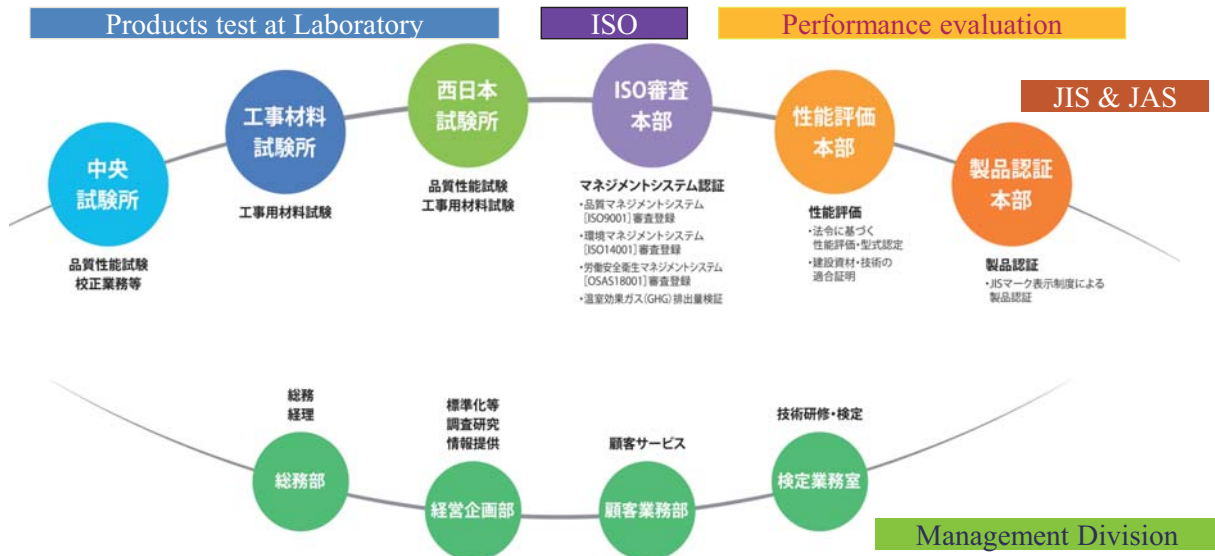 Products test at Laboratory
ISO
Performance evaluation
JIS & JAS
中央
試験所
品質性能試験
校正業務等
工事材料
試験所
工事用材料試験
西日本
試験所
品質性能試験
工事用材料試験
ISO審査
本部
マネジメントシステム認証
・品質マネジメントシステム
［ISO9001］審査登録
・環境マネジメントシステム
［ISO14001］審査登録
・労働安全衛生マネジメントシステム
［OSAS18001］審査登録
・温室効果ガス（GHG）排出量検証
性能評価
本部
性能評価
・法令に基づく
性能評価・型式認定
・建設資材・技術の
適合証明
製品認証
本部
製品認証
・JISマーク表示制度による
製品認証
総務
経理
総務部
標準化等
調査研究
情報提供
経営企画部
顧客サービス
顧客業務部
技術研修・検定
検定業務室
Management Division